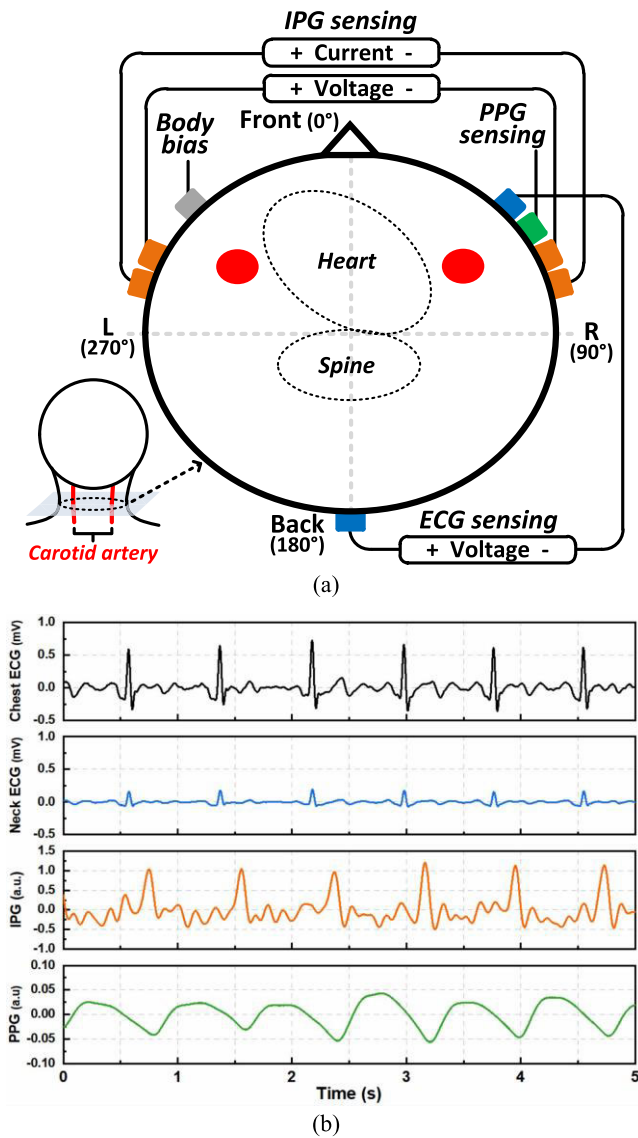 IPG sensing
+ Current -
+ Voltage -
Body
bias
Front (0°)
PPG
sensing
Heart
L
(270°)
R
(90°)
Spine
Back
(180°)
ECG sensing
+ Voltage -
Carotid artery
(a)
Chest ECG (mV)
1.0
0.5
0.0
-0.5
Neck ECG (mV)
1.0
0.5
0.0
-0.5
IPG (a.u.)
1.5
1.0
0.5
0.0
-0.5
-1.0
PPG (a.u)
0.10
0.05
0.00
-0.05
-0.10
0 1 2 3 4 5
Time (s)
(b)